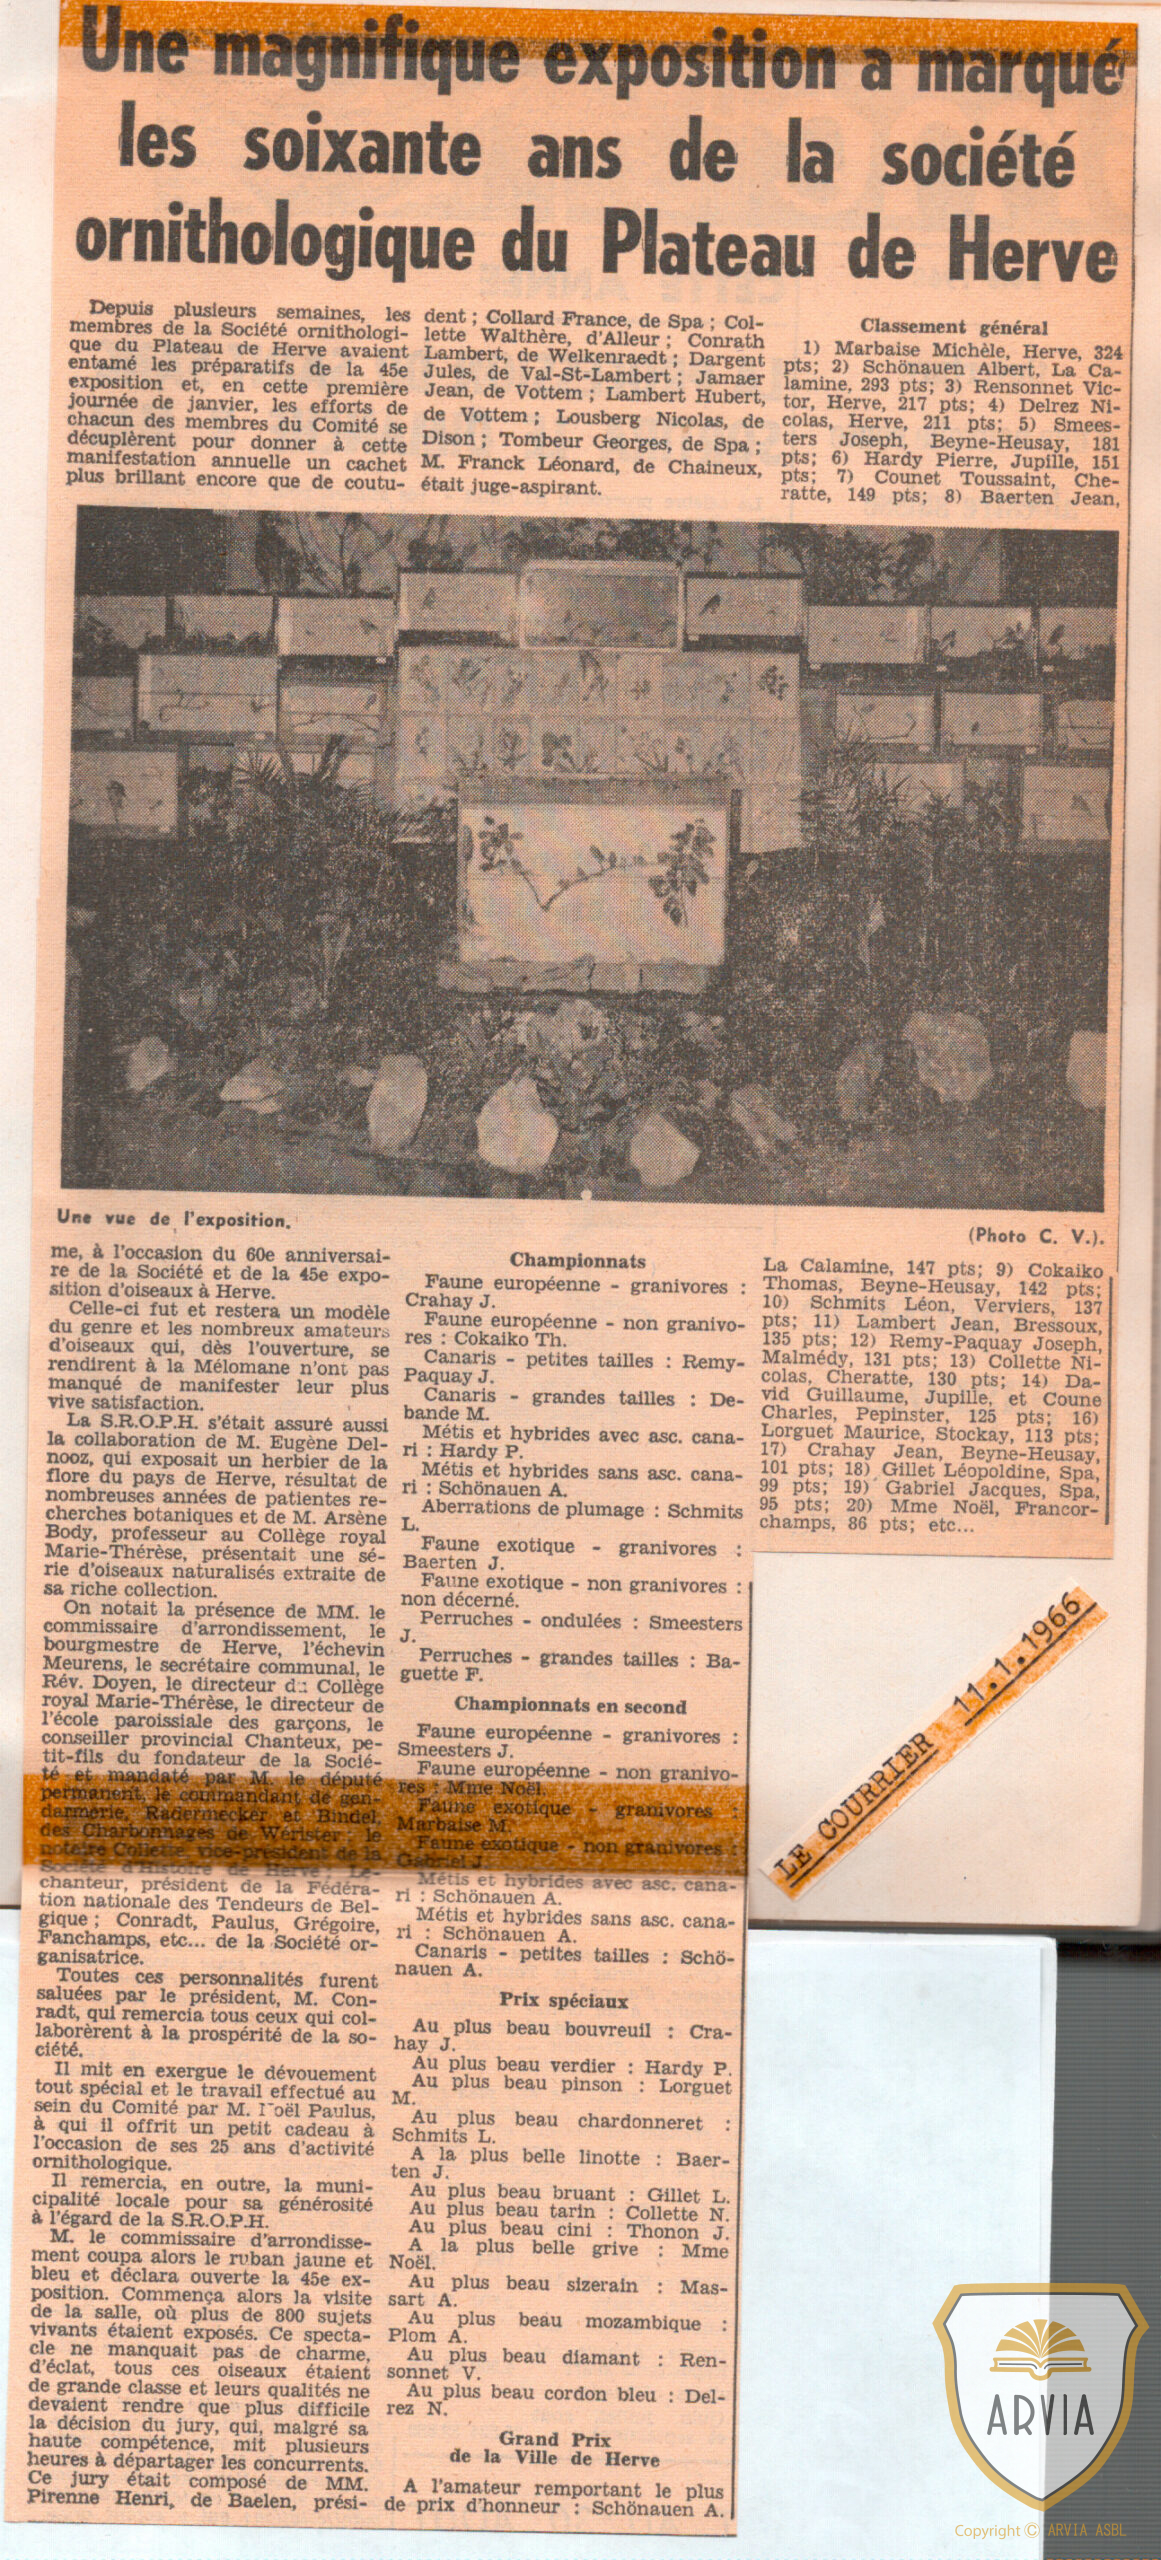 Une magnifique exposition a marqué
les soixante ans de la société
ornithologique du Plateau de Herve
Depuis plusieurs semaines, les
membres de la Société ornithologi-
que du Plateau de Herve avaient
entamé les préparatifs de la 45e
exposition et, en cette première
journée de janvier, les efforts de
chacun des membres du Comité se
décuplèrent pour donner à cette
manifestation annuelle un cachet
plus brillant encore que de coutu-
Une vue de l'exposition.
(Photo C. V.).
me, à l'occasion du 60e anniversai-
re de la Société et de la 45e expo-
sition d'oiseaux à Herve.
Celle-ci fut et restera un modèle
du genre et les nombreux amateurs
d'oiseaux qui, dès l'ouverture, se
rendirent à la Mélomane n'ont pas
manqué de manifester leur plus
vive satisfaction.
La S.R.O.P.H. s'était assuré aussi
la collaboration de M. Eugène Del-
nooz, qui exposait un herbier de la
flore du pays de Herve, résultat de
nombreuses années de patientes re-
cherches botaniques et de M. Arsène
Body, professeur au Collège royal
Marie-Thérèse, présentait une sé-
rie d'oiseaux naturalisés extraite de
sa riche collection.
On notait la présence de MM. le
commissaire d'arrondissement, le
bourgmestre de Herve, l'échevin
Meurens, le secrétaire communal, le
Rév. Doyen, le directeur du Collège
royal Marie-Thérèse, le directeur de
l'école paroissiale des garçons, le
conseiller provincial Chanteux, pe-
tit-fils du fondateur de la Socié-
té et mandaté par M. le député
permanent, le commandant de gen-
darmerie, Radermecker et Bindel,
des Charbonnages de Wérister; le
notaire Collette, vice-président de la
Société d'Histoire de Herve; Le-
chanteur, président de la Fédéra-
tion nationale des Tendeurs de Bel-
gique; Conradt, Paulus, Grégoire,
Fanchamps, etc... de la Société or-
ganisatrice.
Toutes ces personnalités furent
saluées par le président, M. Con-
radt, qui remercia tous ceux qui col-
laborèrent à la prospérité de la so-
ciété.
Il mit en exergue le dévouement
tout spécial et le travail effectué au
sein du Comité par M. Noël Paulus,
à qui il offrit un petit cadeau à
l'occasion de ses 25 ans d'activité
ornithologique.
Il remercia, en outre, la muni-
cipalité locale pour sa générosité
à l'égard de la S.R.O.P.H.
M. le commissaire d'arrondisse-
ment coupa alors le ruban jaune et
bleu et déclara ouverte la 45e ex-
position. Commença alors la visite
de la salle, où plus de 800 sujets
vivants étaient exposés. Ce specta-
cle ne manquait pas de charme,
d'éclat, tous ces oiseaux étaient
de grande classe et leurs qualités ne
devaient rendre que plus difficile
la décision du jury, qui, malgré sa
haute compétence, mit plusieurs
heures à départager les concurrents.
Ce jury était composé de MM.
Pirenne Henri, de Baelen, prési-
dent; Collard France, de Spa; Col-
lette Walthère, d'Alleur; Conrath
Lambert, de Welkenraedt; Dargent
Jules, de Val-St-Lambert; Jamaer
Jean, de Vottem; Lambert Hubert,
de Vottem; Lousberg Nicolas, de
Dison; Tombeur Georges, de Spa;
M. Franck Léonard, de Chaineux,
était juge-aspirant.
Championnats
Faune européenne - granivores :
Crahay J.
Faune européenne - non granivo-
res : Cokaiko Th.
Canaris - petites tailles : Remy-
Paquay J.
Canaris - grandes tailles : De-
bande M.
Métis et hybrides avec asc. cana-
ri : Hardy P.
Métis et hybrides sans asc. cana-
ri : Schönauen A.
Aberrations de plumage : Schmits
L.
Faune exotique - granivores :
Baerten J.
Faune exotique - non granivores :
non décerné.
Perruches - ondulées : Smeesters
J.
Perruches - grandes tailles : Ba-
guette F.
Championnats en second
Faune européenne - granivores :
Smeesters J.
Faune européenne - non granivo-
res : Mme Noël.
Faune exotique - granivores :
Marbaise M.
Faune exotique - non granivores :
Gabriel J.
Métis et hybrides avec asc. cana-
ri : Schönauen A.
Métis et hybrides sans asc. cana-
ri : Schönauen A.
Canaris - petites tailles : Schö-
nauen A.
Prix spéciaux
Au plus beau bouvreuil : Cra-
hay J.
Au plus beau verdier : Hardy P.
Au plus beau pinson : Lorguet
M.
Au plus beau chardonneret :
Schmits L.
A la plus belle linotte : Baer-
ten J.
Au plus beau bruant : Gillet L.
Au plus beau tarin : Collette N.
Au plus beau cini : Thonon J.
A la plus belle grive : Mme
Noël.
Au plus beau sizerain : Mas-
sart A.
Au plus beau mozambique :
Plom A.
Au plus beau diamant : Ren-
sonnet V.
Au plus beau cordon bleu : Del-
rez N.
Grand Prix
de la Ville de Herve
A l'amateur remportant le plus
de prix d'honneur : Schönauen A.
Classement général
1) Marbaise Michèle, Herve, 324
pts; 2) Schönauen Albert, La Ca-
lamine, 293 pts; 3) Rensonnet Vic-
tor, Herve, 217 pts; 4) Delrez Ni-
colas, Herve, 211 pts; 5) Smees-
ters Joseph, Beyne-Heusay, 181
pts; 6) Hardy Pierre, Jupille, 151
pts; 7) Counet Toussaint, Che-
ratte, 149 pts; 8) Baerten Jean,
La Calamine, 147 pts; 9) Cokaiko
Thomas, Beyne-Heusay, 142 pts;
10) Schmits Léon, Verviers, 137
pts; 11) Lambert Jean, Bressoux,
135 pts; 12) Remy-Paquay Joseph,
Malmédy, 131 pts; 13) Collette Ni-
colas, Cheratte, 130 pts; 14) Da-
vid Guillaume, Jupille, et Coune
Charles, Pepinster, 125 pts; 16)
Lorguet Maurice, Stockay, 113 pts;
17) Crahay Jean, Beyne-Heusay,
101 pts; 18) Gillet Léopoldine, Spa,
99 pts; 19) Gabriel Jacques, Spa,
95 pts; 20) Mme Noël, Francor-
champs, 86 pts; etc...
LE COURRIER 11.1.1966
ARVIA
Copyright © ARVIA ASBL